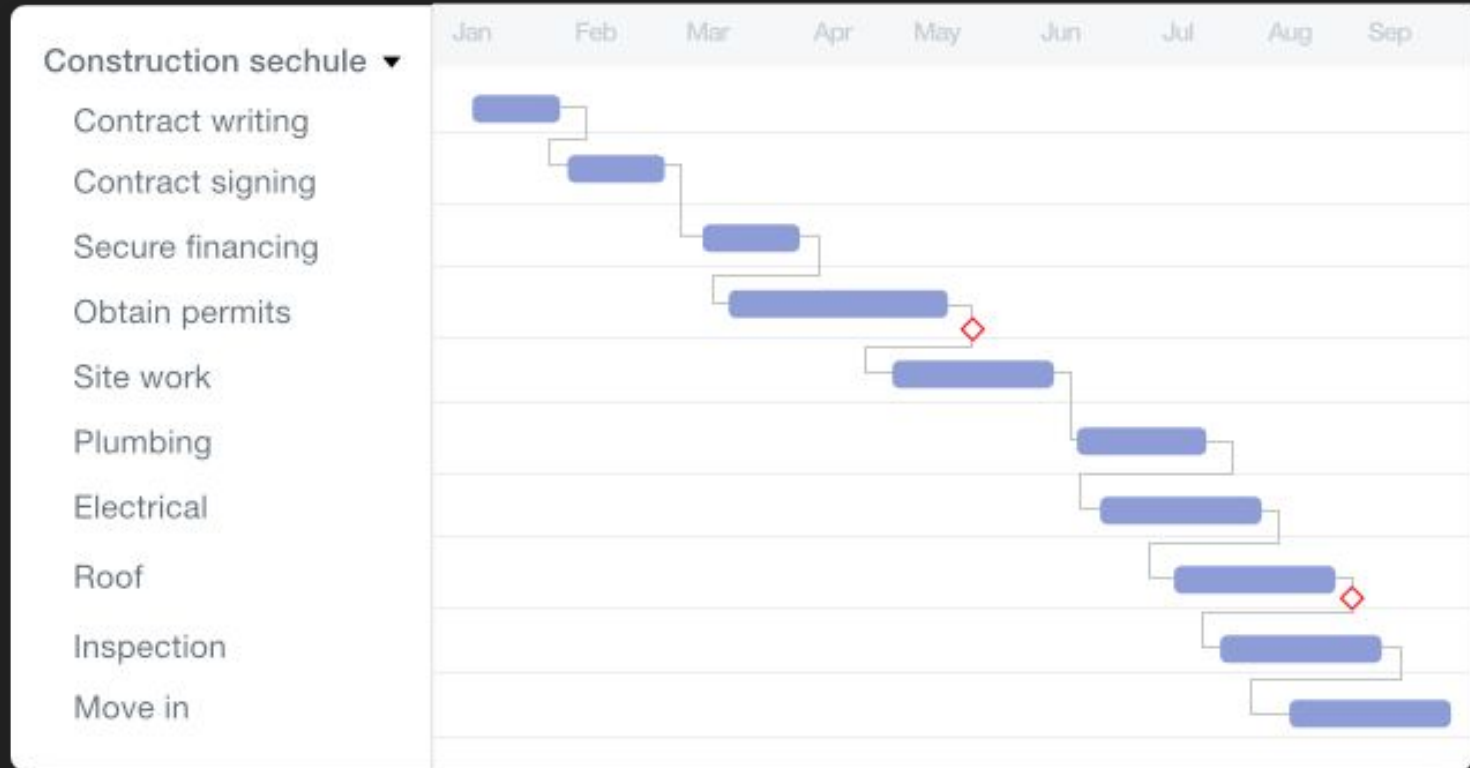 Jan Feb Mar Apr May Jun Jul Aug Sep
Construction sechule
Contract writing
Contract signing
Secure financing
Obtain permits
Site work
Plumbing
Electrical
Roof
Inspection
Move in